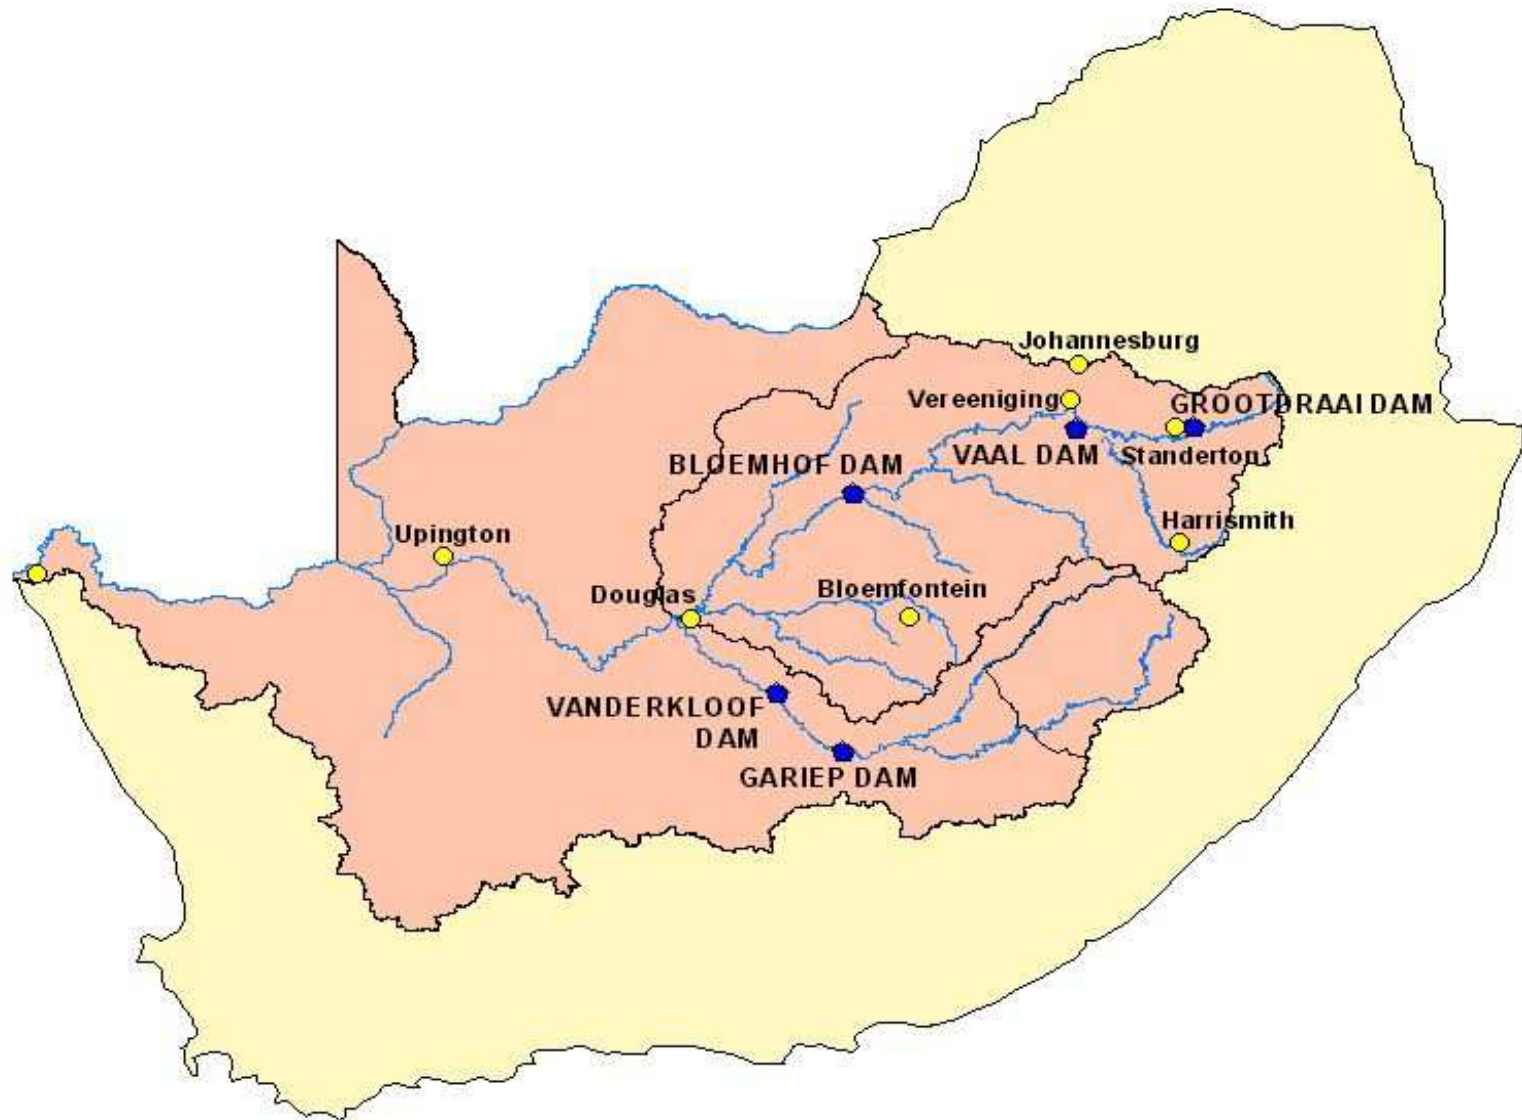 Johannesburg
Vereeniging
GROOTDRAAI DAM
BLOEMHOF DAM
VAAL DAM
Standerton
Upington
Harrismith
Douglas
Bloemfontein
VANDERKLOOF
DAM
GARIEP DAM